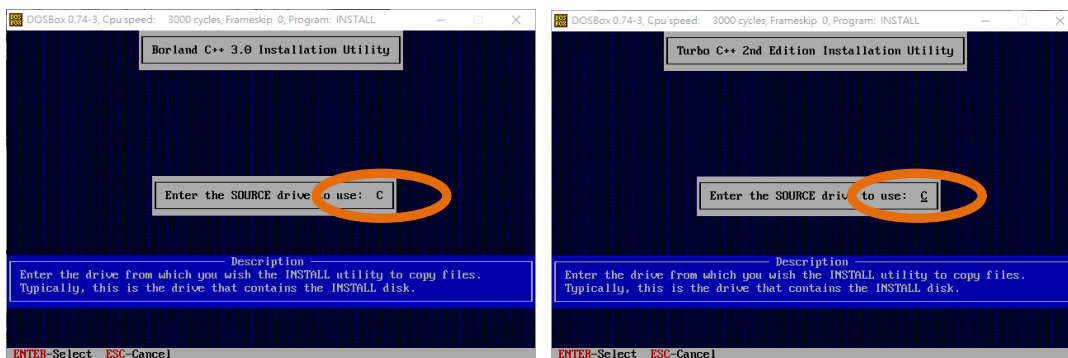 DOSBox 0.74-3, Cpu speed: 3000 cycles, Frameskip 0, Program: INSTALL
Borland C++ 3.0 Installation Utility
Enter the SOURCE drive to use: C
Description
Enter the drive from which you wish the INSTALL utility to copy files.
Typically, this is the drive that contains the INSTALL disk.
ENTER-Select ESC-Cancel
DOSBox 0.74-3, Cpu speed: 3000 cycles, Frameskip 0, Program: INSTALL
Turbo C++ 2nd Edition Installation Utility
Enter the SOURCE drive to use: C
Description
Enter the drive from which you wish the INSTALL utility to copy files.
Typically, this is the drive that contains the INSTALL disk.
ENTER-Select ESC-Cancel